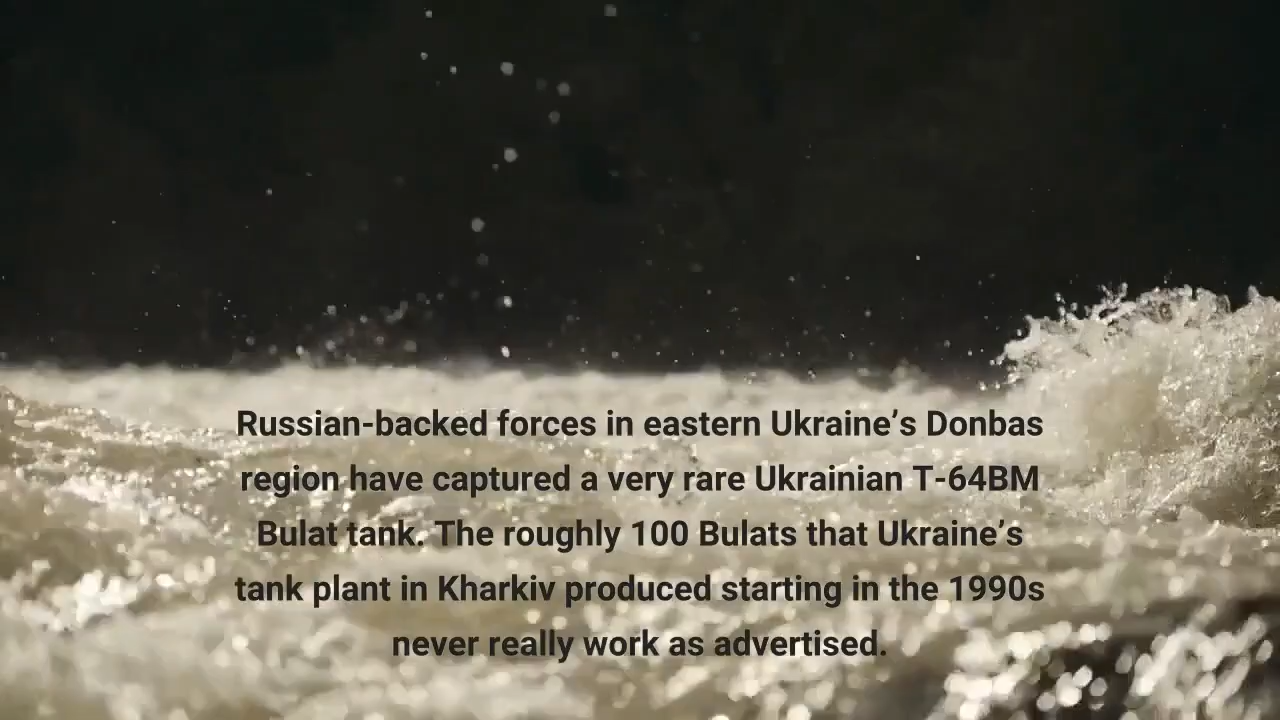 Russian-backed forces in eastern Ukraine’s Donbas
region have captured a very rare Ukrainian T-64BM
Bulat tank. The roughly 100 Bulats that Ukraine’s
tank plant in Kharkiv produced starting in the 1990s
never really work as advertised.